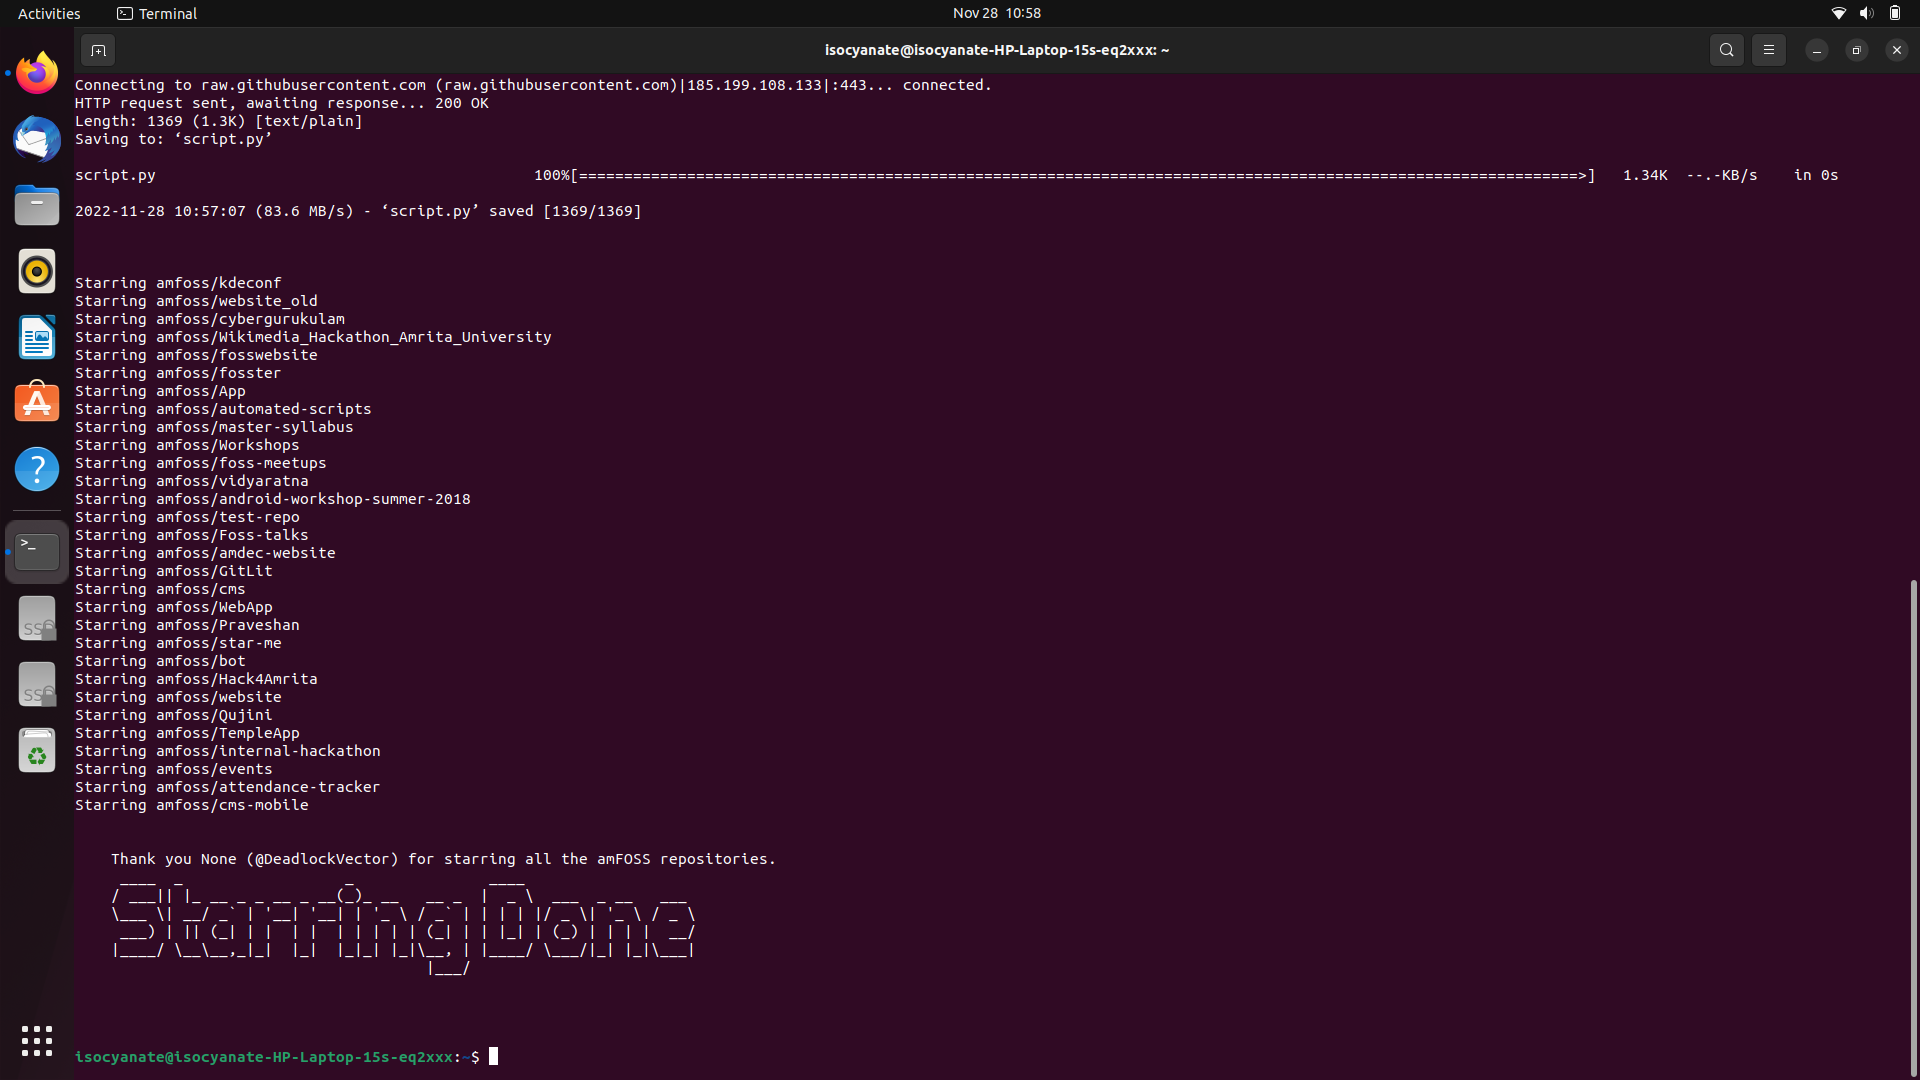 Activities
Terminal
Nov 28 10:58
isocyanate@isocyanate-HP-Laptop-15s-eq2xxx: ~
Connecting to raw.githubusercontent.com (raw.githubusercontent.com)|185.199.108.133|:443... connected.
HTTP request sent, awaiting response... 200 OK
Length: 1369 (1.3K) [text/plain]
Saving to: ‘script.py’
script.py 100%[===============================================================================================================>] 1.34K --.-KB/s in 0s
2022-11-28 10:57:07 (83.6 MB/s) - ‘script.py’ saved [1369/1369]
Starring amfoss/kdeconf
Starring amfoss/website_old
Starring amfoss/cybergurukulam
Starring amfoss/Wikimedia_Hackathon_Amrita_University
Starring amfoss/fosswebsite
Starring amfoss/fosster
Starring amfoss/App
Starring amfoss/automated-scripts
Starring amfoss/master-syllabus
Starring amfoss/Workshops
Starring amfoss/foss-meetups
Starring amfoss/vidyaratna
Starring amfoss/android-workshop-summer-2018
Starring amfoss/test-repo
Starring amfoss/Foss-talks
Starring amfoss/amdec-website
Starring amfoss/GitLit
Starring amfoss/cms
Starring amfoss/WebApp
Starring amfoss/Praveshan
Starring amfoss/star-me
Starring amfoss/bot
Starring amfoss/Hack4Amrita
Starring amfoss/website
Starring amfoss/Qujini
Starring amfoss/TempleApp
Starring amfoss/internal-hackathon
Starring amfoss/events
Starring amfoss/attendance-tracker
Starring amfoss/cms-mobile
Thank you None (@DeadlockVector) for starring all the amFOSS repositories.
Starring Done
isocyanate@isocyanate-HP-Laptop-15s-eq2xxx:~$